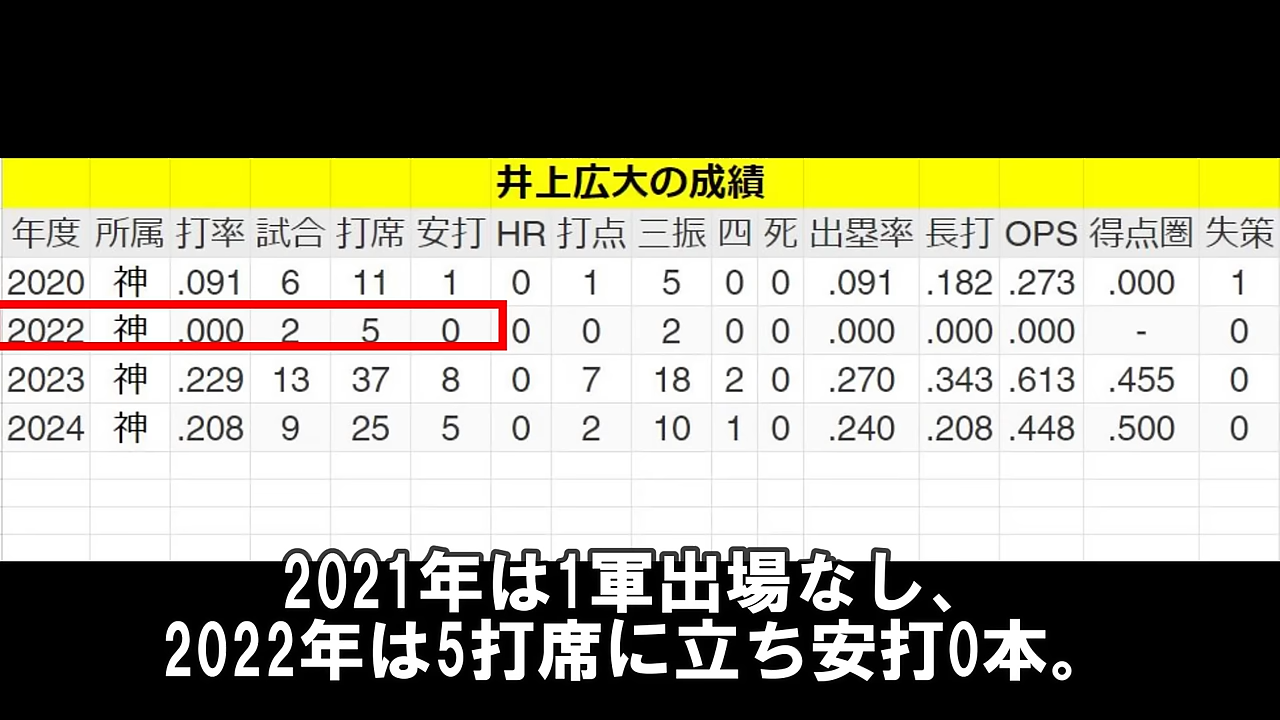 井上広大の成績
年度 所属 打率 試合 打席 安打 HR 打点 三振 四 死 出塁率 長打 OPS 得点圏 失策
2020 神 .091 6 11 1 0 1 5 0 0 .091 .182 .273 .000 1
2022 神 .000 2 5 0 0 0 2 0 0 .000 .000 .000 - 0
2023 神 .229 13 37 8 0 7 18 2 0 .270 .343 .613 .455 0
2024 神 .208 9 25 5 0 2 10 1 0 .240 .208 .448 .500 0
2021年は1軍出場なし、
2022年は5打席に立ち安打0本。